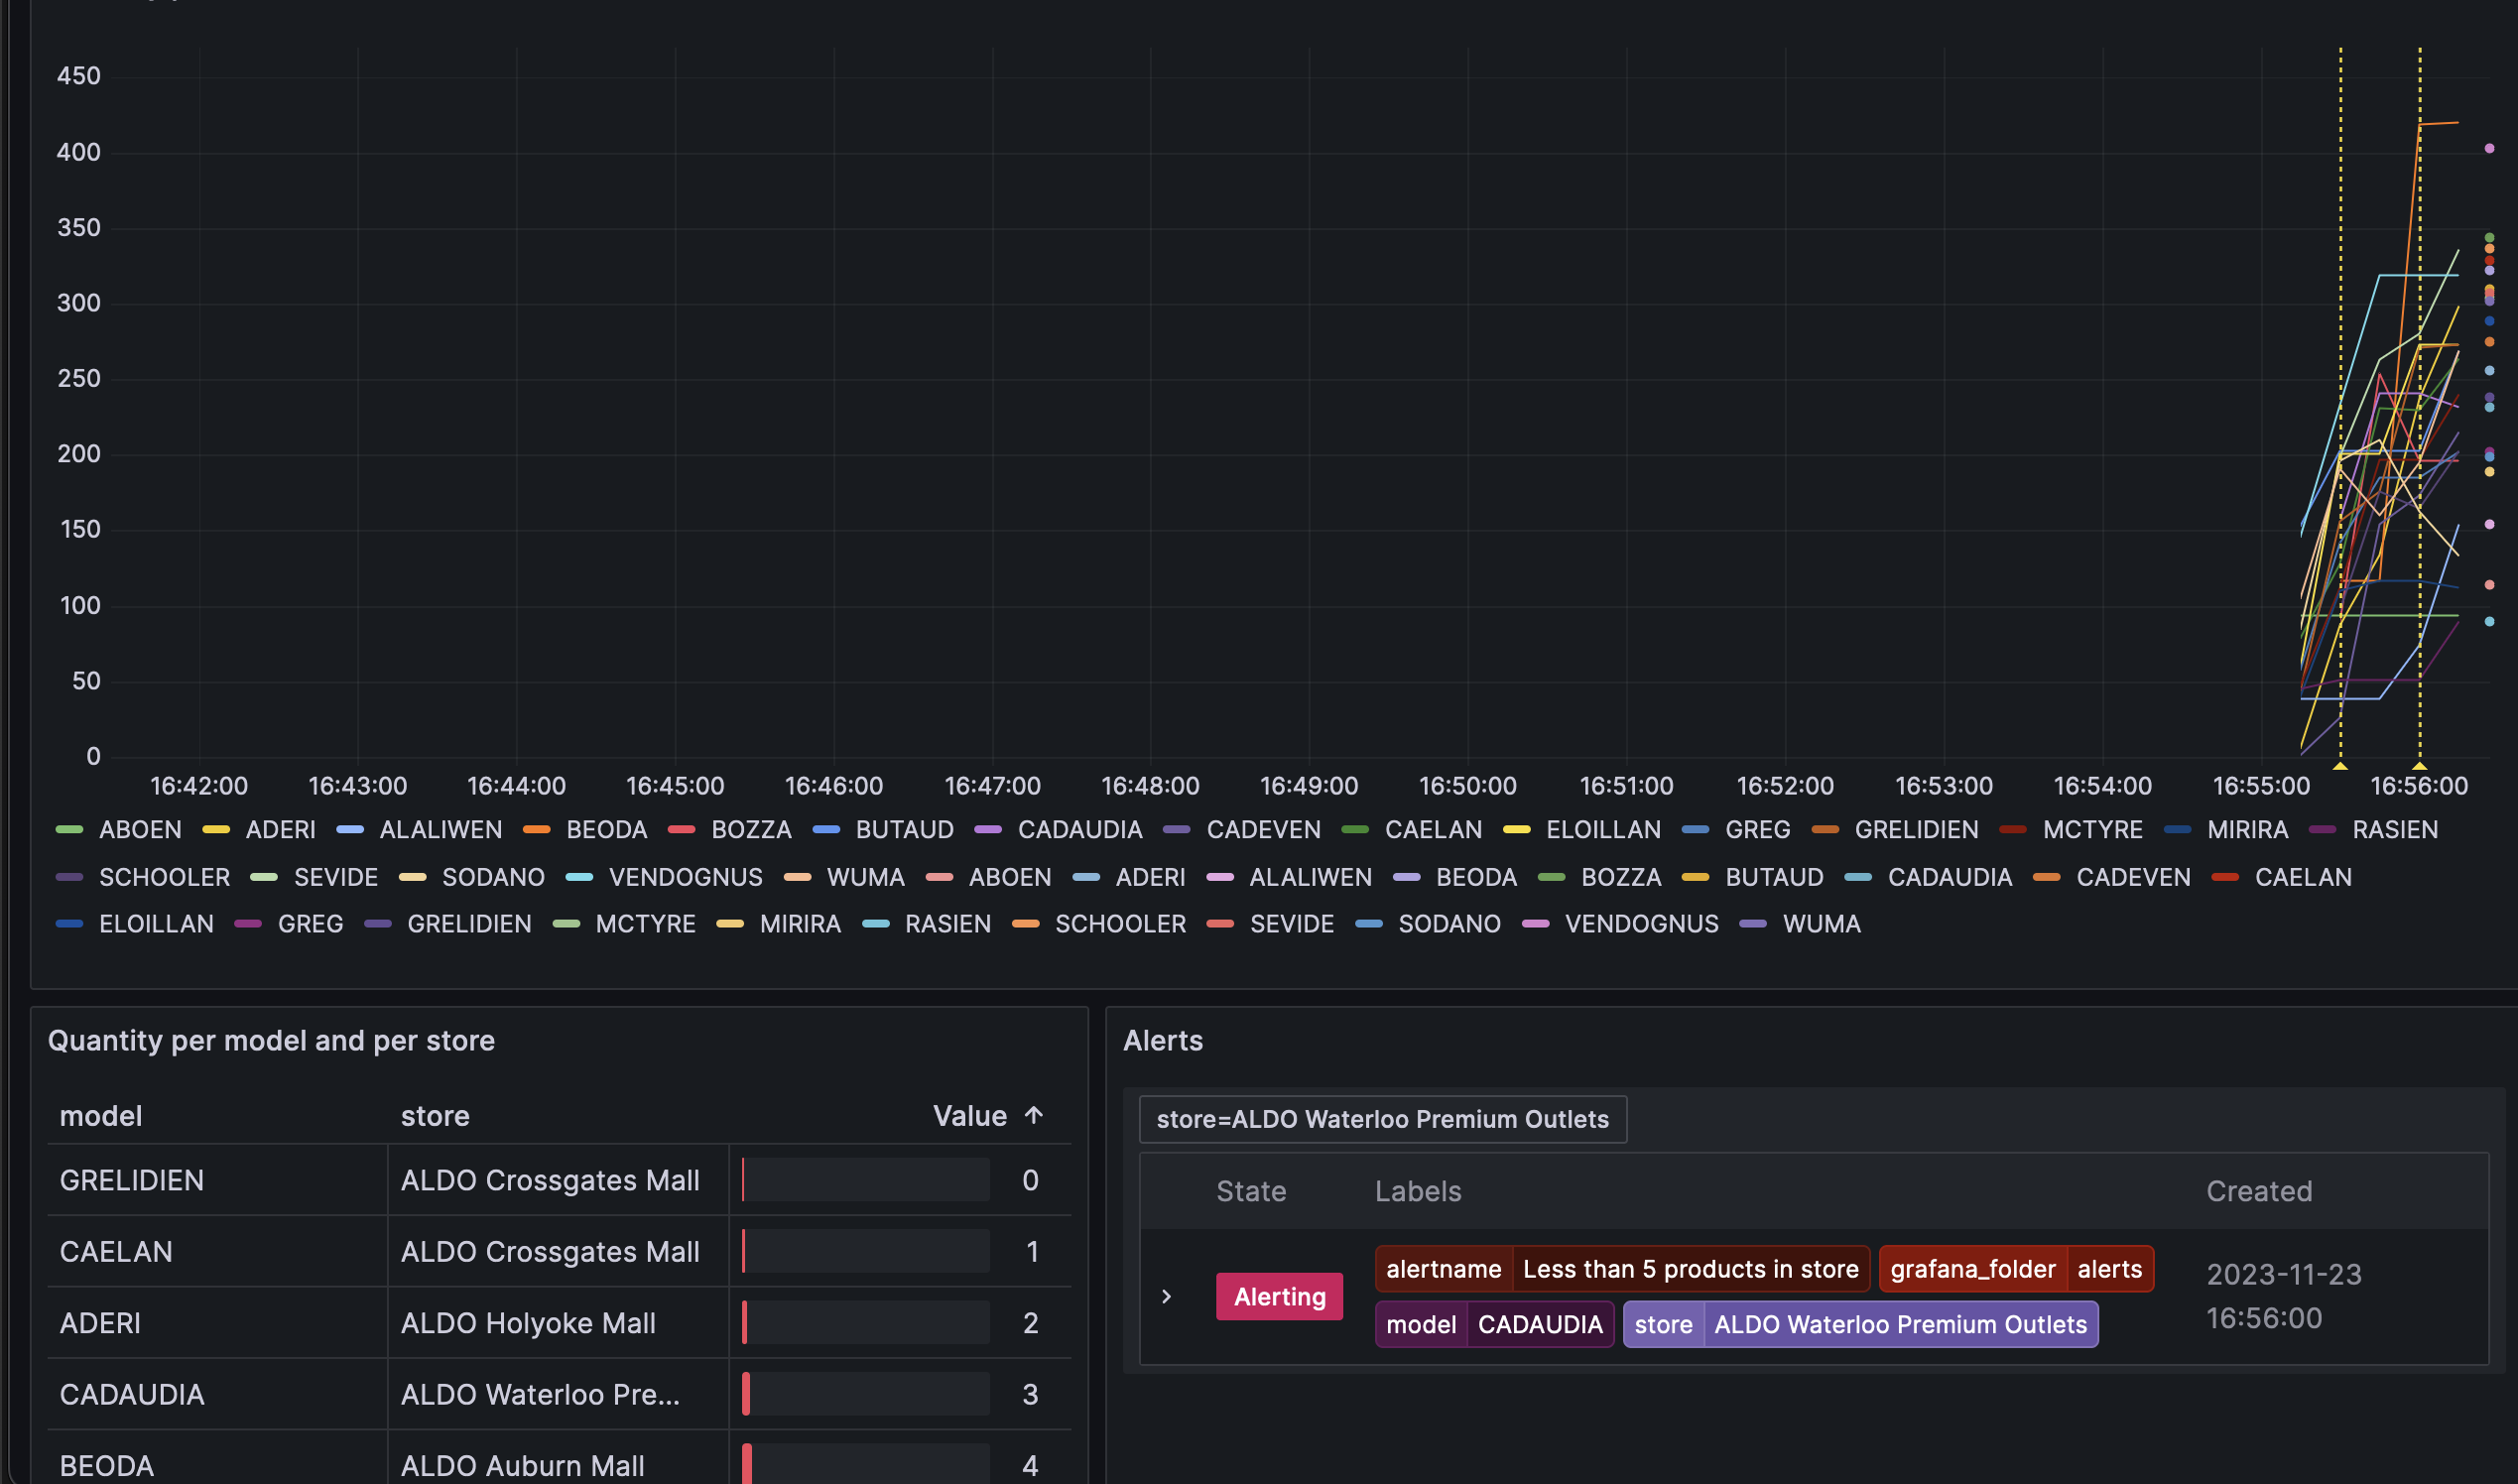 450
400
350
300
250
200
150
100
50
0
16:42:00 16:43:00 16:44:00 16:45:00 16:46:00 16:47:00 16:48:00 16:49:00 16:50:00 16:51:00 16:52:00 16:53:00 16:54:00 16:55:00 16:56:00
ABOEN ADERI ALALIWEN BEODA BOZZA BUTAUD CADAUDIA CADEVEN CAELAN ELOILLAN GREG GRELIDIEN MCTYRE MIRIRA RASIEN
SCHOOLER SEVIDE SODANO VENDOGNUS WUMA ABOEN ADERI ALALIWEN BEODA BOZZA BUTAUD CADAUDIA CADEVEN CAELAN
ELOILLAN GREG GRELIDIEN MCTYRE MIRIRA RASIEN SCHOOLER SEVIDE SODANO VENDOGNUS WUMA
Quantity per model and per store
model store Value ↑
GRELIDIEN ALDO Crossgates Mall 0
CAELAN ALDO Crossgates Mall 1
ADERI ALDO Holyoke Mall 2
CADAUDIA ALDO Waterloo Pre... 3
BEODA ALDO Auburn Mall 4
Alerts
store=ALDO Waterloo Premium Outlets
State Labels Created
Alerting
alertname Less than 5 products in store grafana_folder alerts
model CADAUDIA store ALDO Waterloo Premium Outlets
2023-11-23
16:56:00